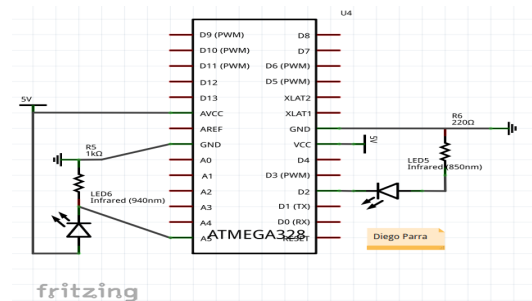 U4
D9 (PWM)
D10 (PWM)
D11 (PWM)
D12
D13
AVCC
AREF
GND
A0
A1
A2
A3
A4
A5
D8
D7
D6 (PWM)
D5 (PWM)
XLAT2
XLAT1
GND
VCC
D4
D3 (PWM)
D2
D1 (TX)
D0 (RX)
RESET
ATMEGA328
5V
R5
1kΩ
LED6
Infrared (940nm)
5V
R6
220Ω
LED5
Infrared (850nm)
Diego Parra
fritzing